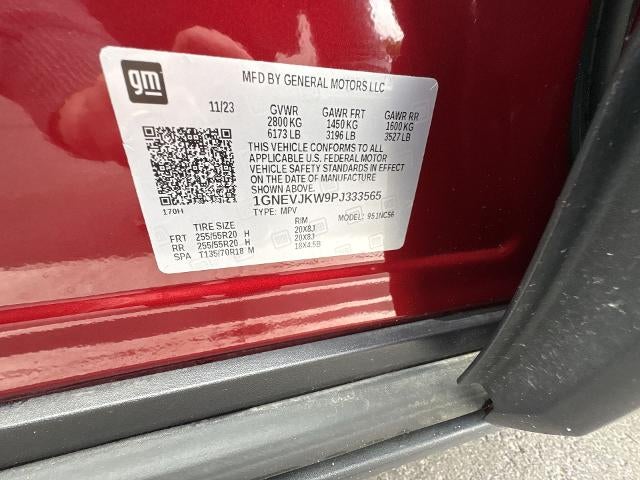 gm
MFD BY GENERAL MOTORS LLC
11/23 GVWR GAWR FRT GAWR RR
2800 KG 1450 KG 1600 KG
6173 LB 3196 LB 3527 LB
THIS VEHICLE CONFORMS TO ALL
APPLICABLE U.S. FEDERAL MOTOR
VEHICLE SAFETY STANDARDS IN EFFECT
ON THE DATE OF MANUFACTURE
SHOWN ABOVE.
1GNEVJKW9PJ333565
170H TYPE: MPV MODEL: 951NC56
TIRE SIZE RIM
FRT 255/55R20 H 20X8J
RR 255/55R20 H 20X8J
SPA T135/70R18 M 18X4.5B